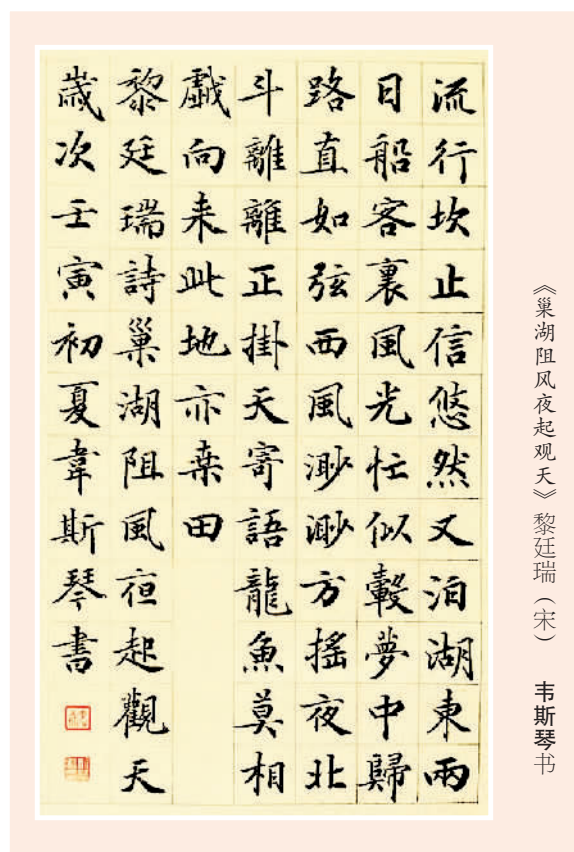 流行坎止信悠然又泊湖東兩
日船客裏風光忙似轂夢中歸
路直如弦西風渺渺方摇夜北
斗離離正掛天寄語龍魚莫相
戲向来此地亦桒田
黎廷瑞詩巢湖阻風夜起觀天
歲次壬寅初夏韋斯琴書
《巢湖阻风夜起观天》黎廷瑞（宋） 韦斯琴书